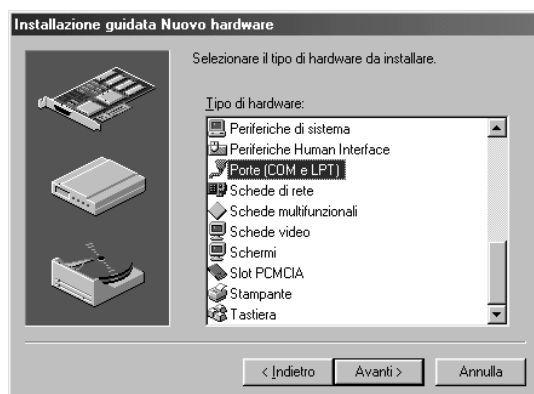 Installazione guidata Nuovo hardware
Selezionare il tipo di hardware da installare.
Tipo di hardware:
Periferiche di sistema
Periferiche Human Interface
Porte (COM e LPT)
Schede di rete
Schede multifunzionali
Schede video
Schermi
Slot PCMCIA
Stampante
Tastiera
< Indietro
Avanti >
Annulla